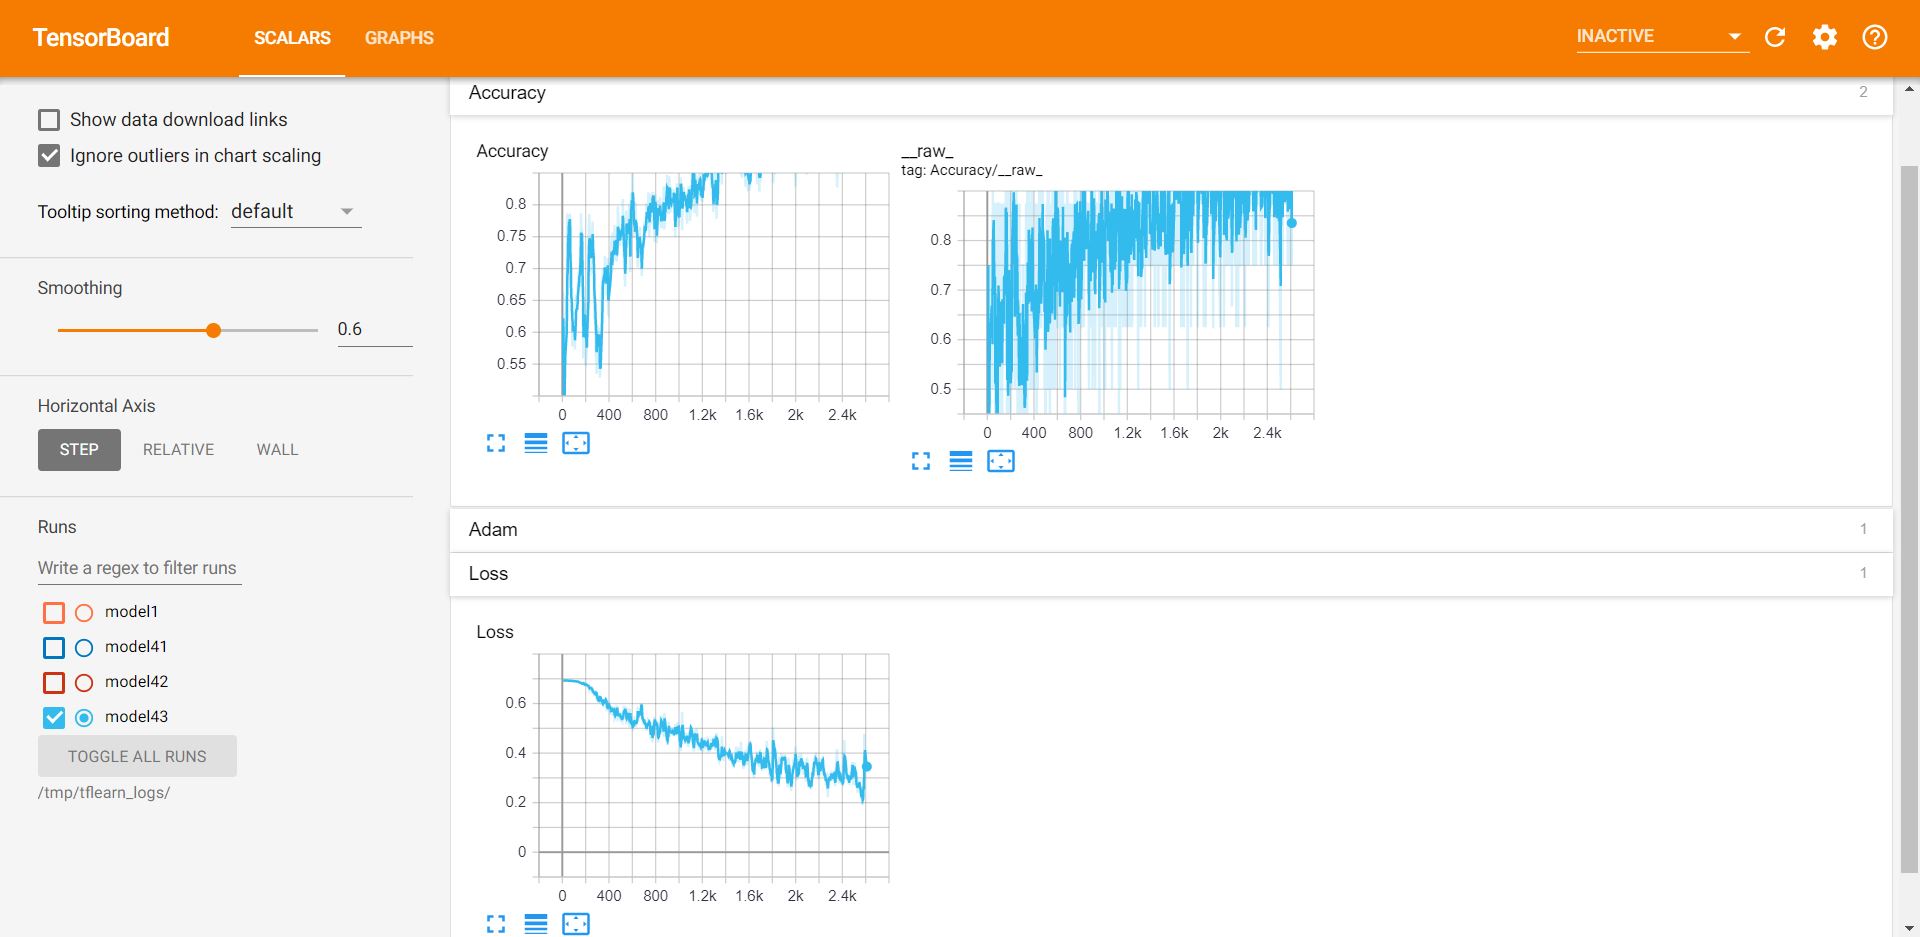 TensorBoard
SCALARS
GRAPHS
INACTIVE
Show data download links
Ignore outliers in chart scaling
Tooltip sorting method: default
Smoothing
0.6
Horizontal Axis
STEP
RELATIVE
WALL
Runs
Write a regex to filter runs
model1
model41
model42
model43
TOGGLE ALL RUNS
/tmp/tflearn_logs/
Accuracy
2
Accuracy
0.8
0.75
0.7
0.65
0.6
0.55
0 400 800 1.2k 1.6k 2k 2.4k
__raw_
tag: Accuracy/__raw_
0.8
0.7
0.6
0.5
0 400 800 1.2k 1.6k 2k 2.4k
Adam
1
Loss
1
Loss
0.6
0.4
0.2
0
0 400 800 1.2k 1.6k 2k 2.4k